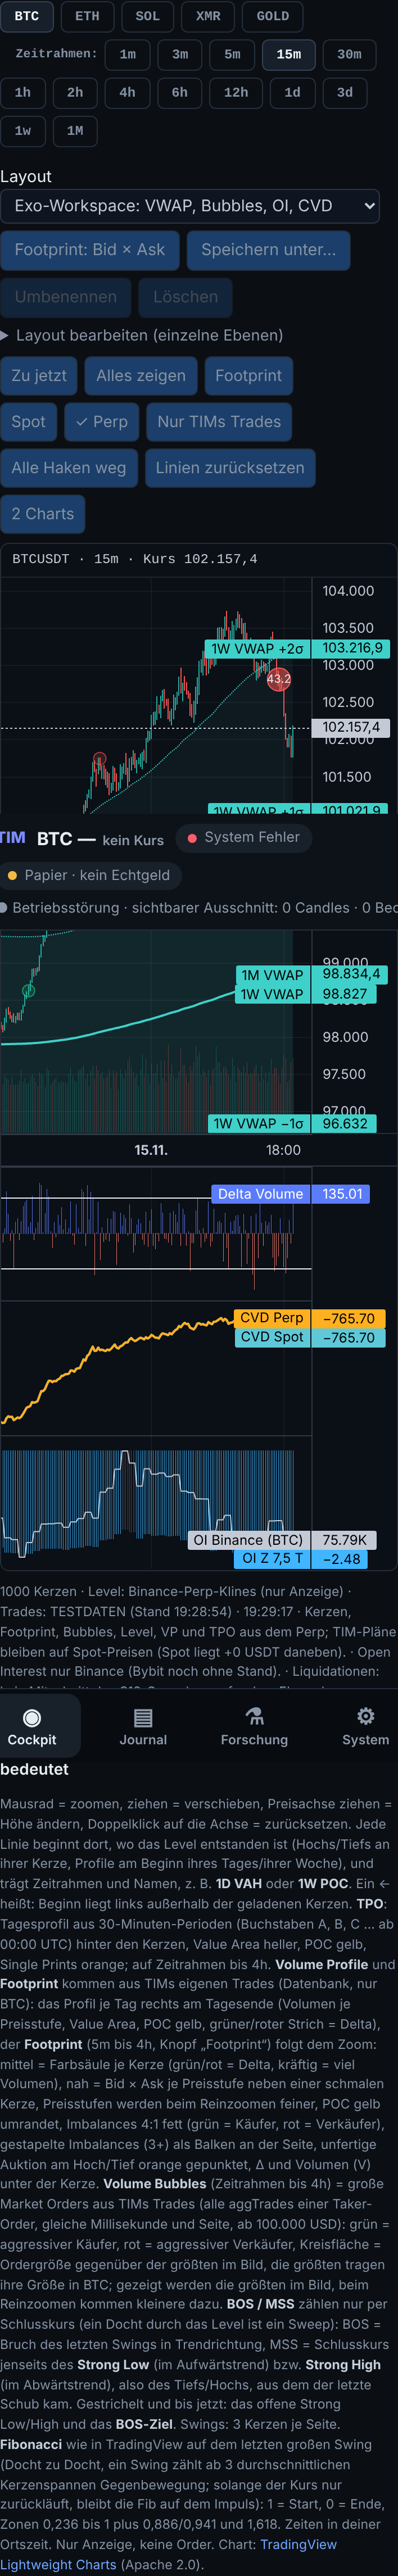 BTC ETH SOL XMR GOLD
Zeitrahmen: 1m 3m 5m 15m 30m
1h 2h 4h 6h 12h 1d 3d
1w 1M
Layout
Exo-Workspace: VWAP, Bubbles, OI, CVD
Footprint: Bid × Ask Speichern unter…
Umbenennen Löschen
▶ Layout bearbeiten (einzelne Ebenen)
Zu jetzt Alles zeigen Footprint
Spot ✓ Perp Nur TIMs Trades
Alle Haken weg Linien zurücksetzen
2 Charts
BTCUSDT · 15m · Kurs 102.157,4
104.000
103.500
1W VWAP +2σ 103.216,9
103.000
43,2
102.500
102.157,4
102.000
101.500
1W VWAP +1σ 101.021,9
TIM BTC — kein Kurs System Fehler
Papier · kein Echtgeld
Betriebsstörung · sichtbarer Ausschnitt: 0 Candles · 0
99.000
1M VWAP 98.834,4
1W VWAP 98.827
98.000
97.500
97.000
1W VWAP −1σ 96.632
15.11. 18:00
Delta Volume 135.01
CVD Perp −765.70
CVD Spot −765.70
OI Binance (BTC) 75.79K
OI Z 7,5 T −2.48
1000 Kerzen · Level: Binance-Perp-Klines (nur Anzeige) ·
Trades: TESTDATEN (Stand 19:28:54) · 19:29:17 · Kerzen,
Footprint, Bubbles, Level, VP und TPO aus dem Perp; TIM-Pläne
bleiben auf Spot-Preisen (Spot liegt +0 USDT daneben). · Open
Interest nur Binance (Bybit noch ohne Stand). · Liquidationen:
Cockpit Journal Forschung System
bedeutet
Mausrad = zoomen, ziehen = verschieben, Preisachse ziehen =
Höhe ändern, Doppelklick auf die Achse = zurücksetzen. Jede
Linie beginnt dort, wo das Level entstanden ist (Hochs/Tiefs an
ihrer Kerze, Profile am Beginn ihres Tages/ihrer Woche), und
trägt Zeitrahmen und Namen, z. B. 1D VAH oder 1W POC. Ein ←
heißt: Beginn liegt links außerhalb der geladenen Kerzen. TPO:
Tagesprofil aus 30-Minuten-Perioden (Buchstaben A, B, C … ab
00:00 UTC) hinter den Kerzen, Value Area heller, POC gelb,
Single Prints orange; auf Zeitrahmen bis 4h. Volume Profile und
Footprint kommen aus TIMs eigenen Trades (Datenbank, nur
BTC): das Profil je Tag rechts am Tagesende (Volumen je
Preisstufe, Value Area, POC gelb, grüner/roter Strich = Delta),
der Footprint (5m bis 4h, Knopf „Footprint“) folgt dem Zoom:
mittel = Farbsäule je Kerze (grün/rot = Delta, kräftig = viel
Volumen), nah = Bid × Ask je Preisstufe neben einer schmalen
Kerze, Preisstufen werden beim Reinzoomen feiner, POC gelb
umrandet, Imbalances 4:1 fett (grün = Käufer, rot = Verkäufer),
gestapelte Imbalances (3+) als Balken an der Seite, unfertige
Auktion am Hoch/Tief orange gepunktet, Δ und Volumen (V)
unter der Kerze. Volume Bubbles (Zeitrahmen bis 4h) = große
Market Orders aus TIMs Trades (alle aggTrades einer Taker-
Order, gleiche Millisekunde und Seite, ab 100.000 USD): grün =
aggressiver Käufer, rot = aggressiver Verkäufer, Kreisfläche =
Ordergröße gegenüber der größten im Bild, die größten tragen
ihre Größe in BTC; gezeigt werden die größten im Bild, beim
Reinzoomen kommen kleinere dazu. BOS / MSS zählen nur per
Schlusskurs (ein Docht durch das Level ist ein Sweep): BOS =
Bruch des letzten Swings in Trendrichtung, MSS = Schlusskurs
jenseits des Strong Low (im Aufwärtstrend) bzw. Strong High
(im Abwärtstrend), also des Tiefs/Hochs, aus dem der letzte
Schub kam. Gestrichelt und bis jetzt: das offene Strong
Low/High und das BOS-Ziel. Swings: 3 Kerzen je Seite.
Fibonacci wie in TradingView auf dem letzten großen Swing
(Docht zu Docht, ein Swing zählt ab 3 durchschnittlichen
Kerzenspannen Gegenbewegung; solange der Kurs nur
zurückläuft, bleibt die Fib auf dem Impuls): 1 = Start, 0 = Ende,
Zonen 0,236 bis 1 plus 0,886/0,941 und 1,618. Zeiten in deiner
Ortszeit. Nur Anzeige, keine Order. Chart: TradingView
Lightweight Charts (Apache 2.0).